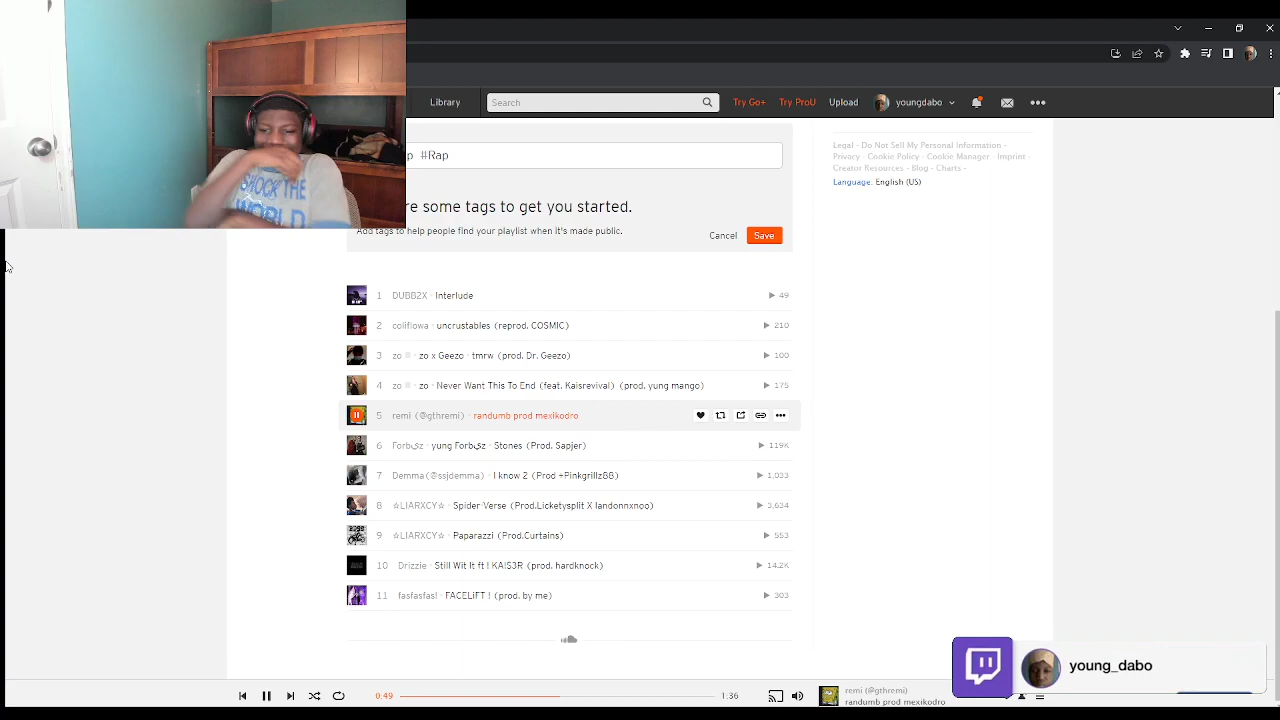 Library
Search
Try Go+
Try Pro
Upload
youngdabo
p #Rap
Legal - Do Not Sell My Personal Information -
Privacy - Cookie Policy - Cookie Manager - Imprint -
Creator Resources - Blog - Charts -
Language: English (US)
SHOCK THE
WORLD
re some tags to get you started.
Add tags to help people find your playlist when it's made public.
Cancel
Save
1 DUBB2X · Interlude 49
2 coliflowa · uncrustables (reprod. COSMIC) 210
3 zo · zo x Geezo - tmrw (prod. Dr. Geezo) 100
4 zo · zo - Never Want This To End (feat. Kaisrevival) (prod. yung mango) 175
5 remi (@gthremi) · randumb prod mexikodro
6 yung · Stones (Prod. Sapjer) 119K
7 Demma(@ssjdemma) · I know 2 (Prod +Pinkgrillz88) 1,033
8 ☆LIARXCY☆ · Spider Verse (Prod.Licketysplit X landonnxnoo) 3,634
9 ☆LIARXCY☆ · Paparazzi (Prod.Curtains) 553
10 Drizzie · Still Wit It ft ! KAIS3R (prod. hardknock) 14.2K
11 fasfasfas! · FACELiFT ! (prod. by me) 303
young_dabo
0:49
1:36
remi (@gthremi)
randumb prod mexikodro